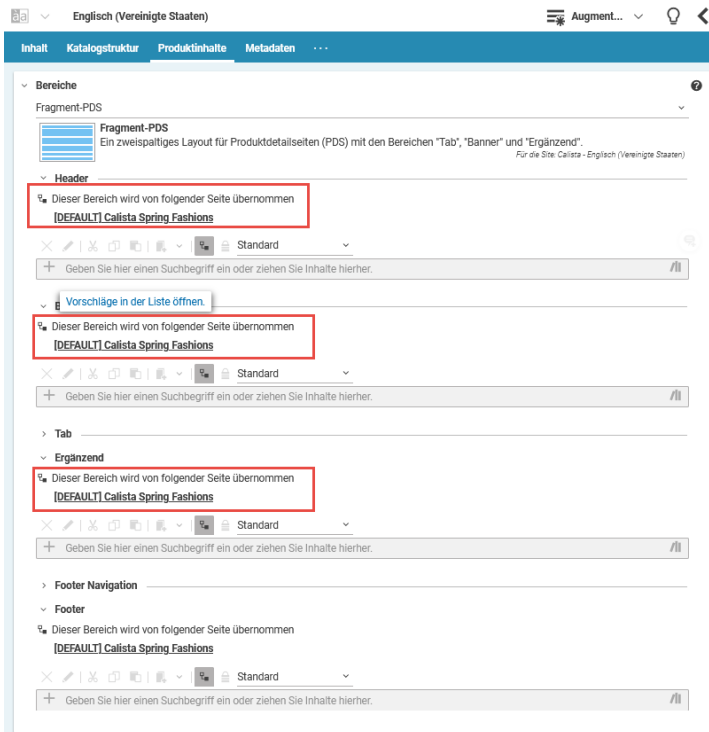 Englisch (Vereinigte Staaten)
Augment...
Inhalt Katalogstruktur Produktinhalte Metadaten ···
Bereiche
Fragment-PDS
Fragment-PDS
Ein zweispaltiges Layout für Produktdetailseiten (PDS) mit den Bereichen "Tab", "Banner" und "Ergänzend".
Für die Site: Calista - Englisch (Vereinigte Staaten)
Header
Dieser Bereich wird von folgender Seite übernommen
[DEFAULT] Calista Spring Fashions
Standard
Geben Sie hier einen Suchbegriff ein oder ziehen Sie Inhalte hierher.
Vorschläge in der Liste öffnen.
Dieser Bereich wird von folgender Seite übernommen
[DEFAULT] Calista Spring Fashions
Standard
Geben Sie hier einen Suchbegriff ein oder ziehen Sie Inhalte hierher.
Tab
Ergänzend
Dieser Bereich wird von folgender Seite übernommen
[DEFAULT] Calista Spring Fashions
Standard
Geben Sie hier einen Suchbegriff ein oder ziehen Sie Inhalte hierher.
Footer Navigation
Footer
Dieser Bereich wird von folgender Seite übernommen
[DEFAULT] Calista Spring Fashions
Standard
Geben Sie hier einen Suchbegriff ein oder ziehen Sie Inhalte hierher.